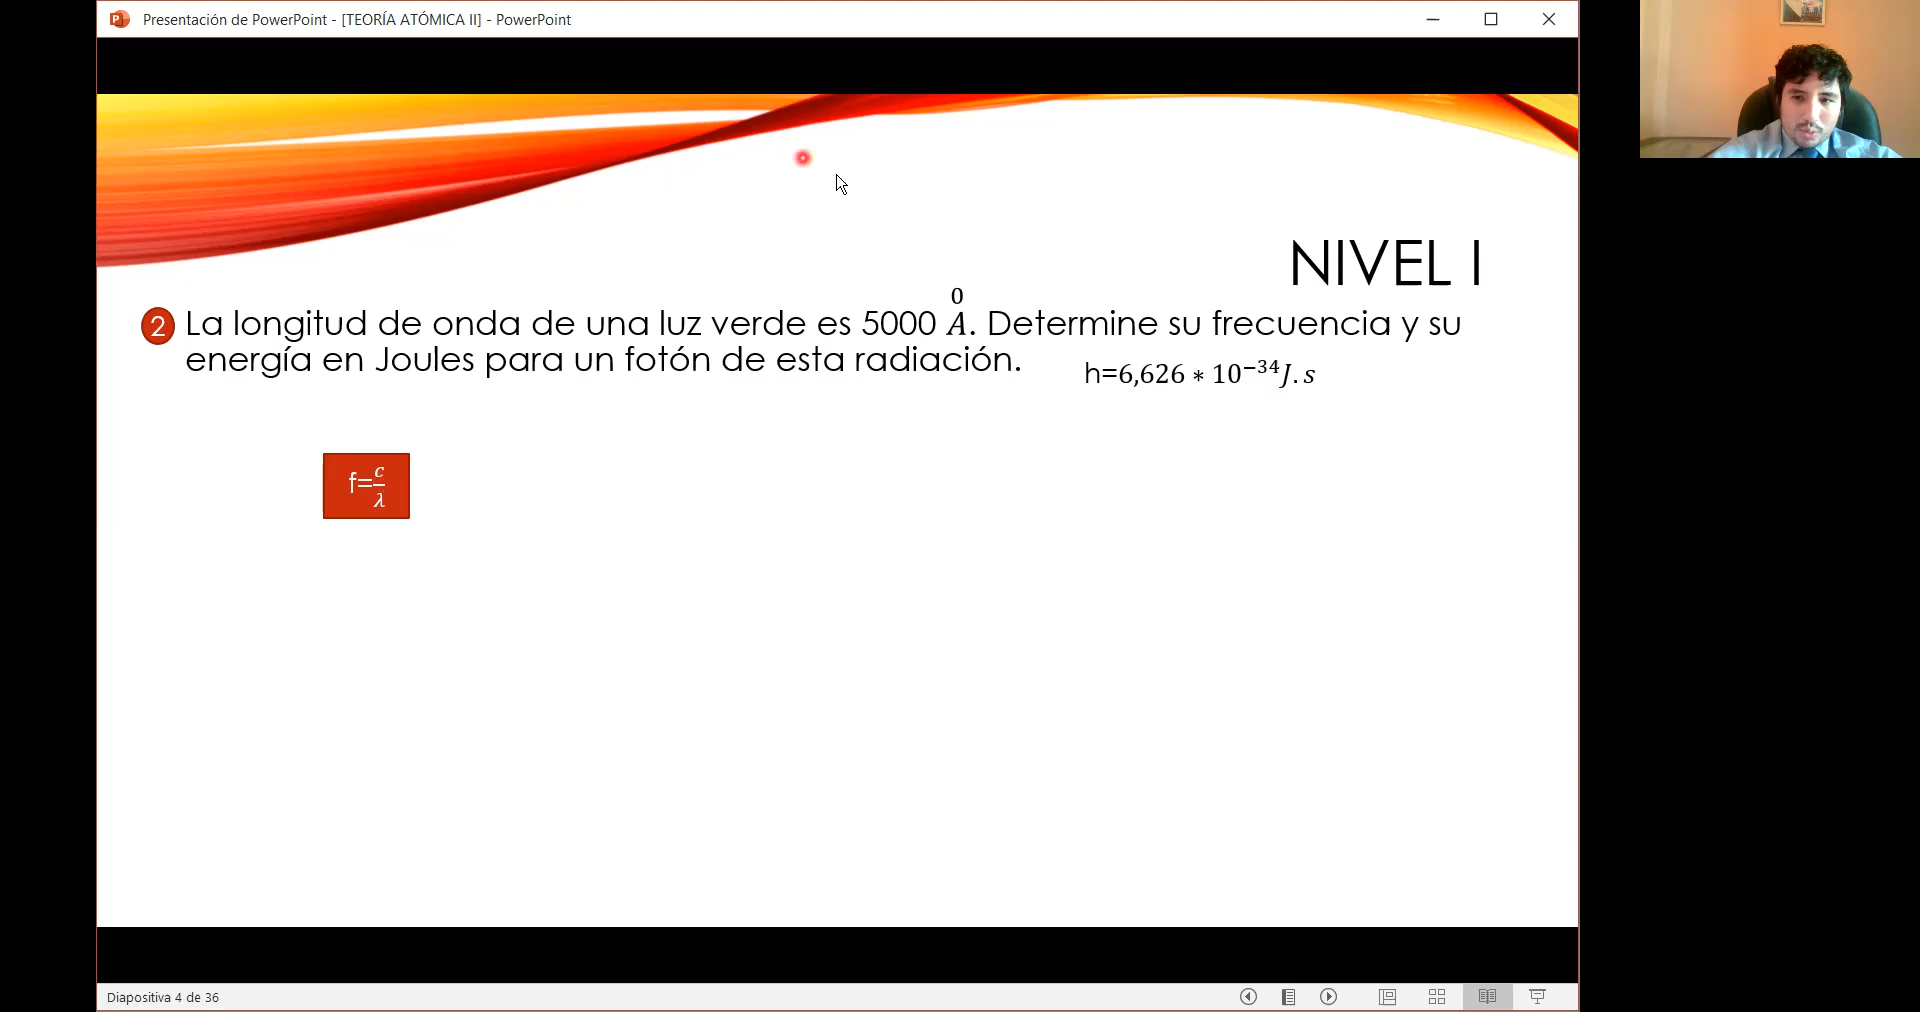 Presentación de PowerPoint - [TEORÍA ATÓMICA II] - PowerPoint
NIVEL I
2 La longitud de onda de una luz verde es 5000 \overset{0}{A}. Determine su frecuencia y su
energía en Joules para un fotón de esta radiación.
h=6,626 ∗ 10⁻³⁴J.s
f=c/λ
Diapositiva 4 de 36